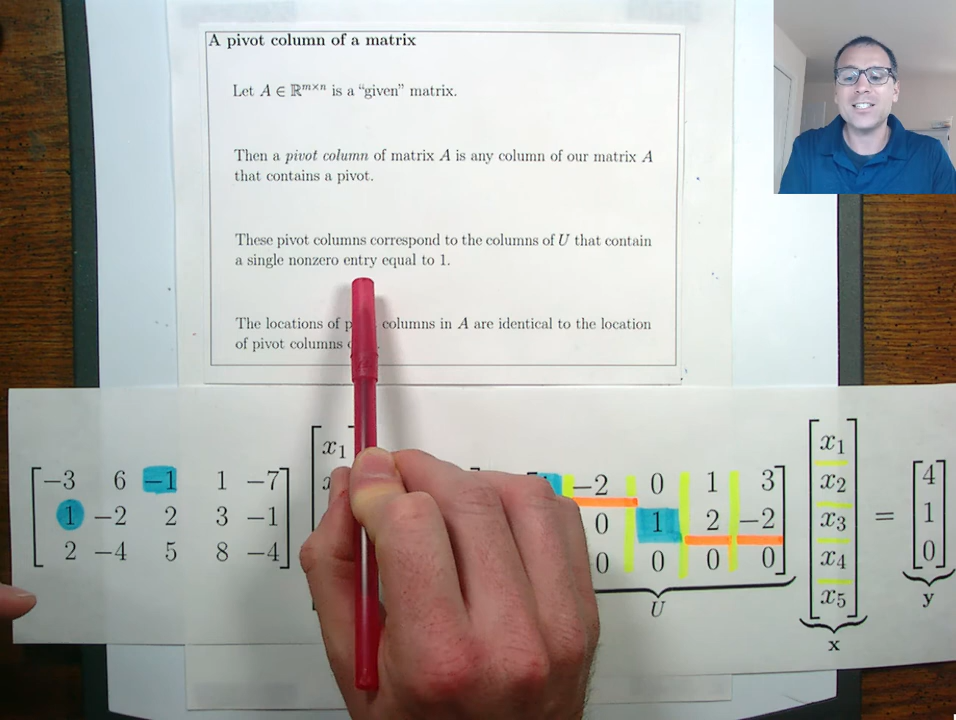 A pivot column of a matrix
Let A ∈ ℝ^{m×n} is a “given” matrix.
Then a pivot column of matrix A is any column of our matrix A
that contains a pivot.
These pivot columns correspond to the columns of U that contain
a single nonzero entry equal to 1.
The locations of columns in A are identical to the location
of pivot columns
−3 6 −1 1 −7
1 −2 2 3 −1
2 −4 5 8 −4
x₁
−2 0 1 3
0 1 2 −2
0 0 0 0
U
x₁
x₂
x₃
x₄
x₅
x
=
4
1
0
y